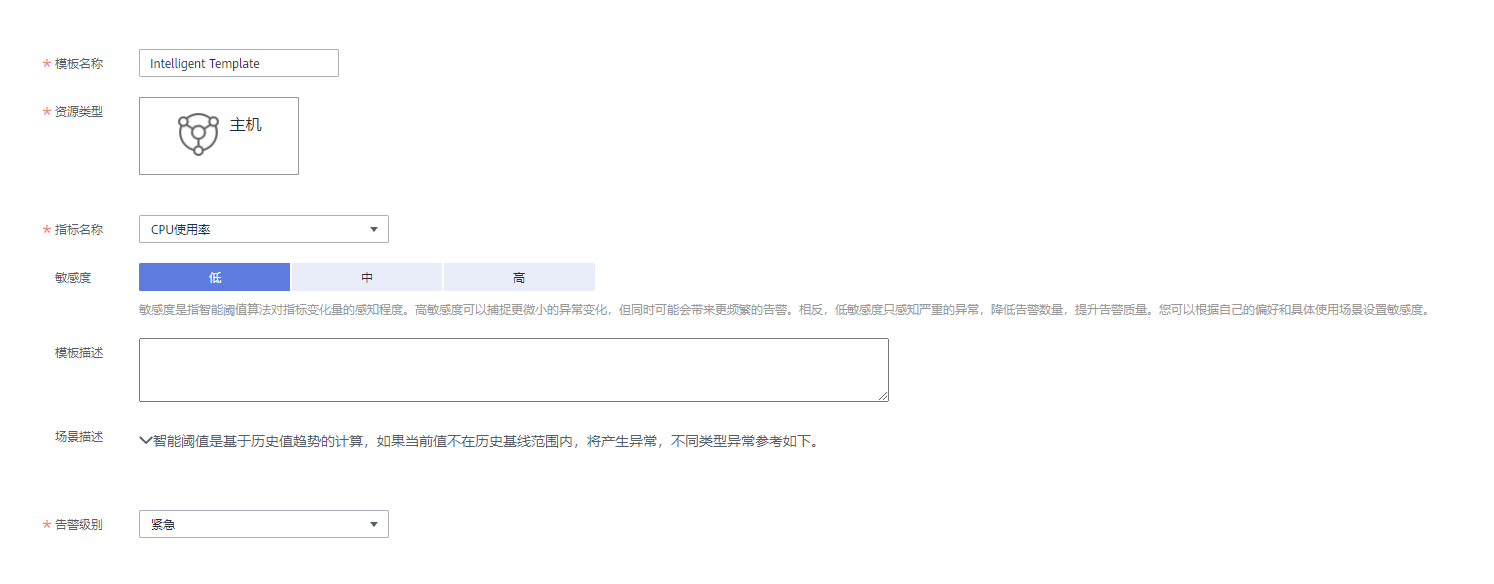 * 模板名称 Intelligent Template
* 资源类型 主机
* 指标名称 CPU使用率
敏感度 低 中 高
敏感度是指智能阈值算法对指标变化量的感知程度。高敏感度可以捕捉更微小的异常变化，但同时可能会带来更频繁的告警。相反，低敏感度只感知严重的异常，降低告警数量，提升告警质量。您可以根据自己的偏好和具体使用场景设置敏感度。
模板描述
场景描述 智能阈值是基于历史值趋势的计算，如果当前值不在历史基线范围内，将产生异常，不同类型异常参考如下。
* 告警级别 紧急